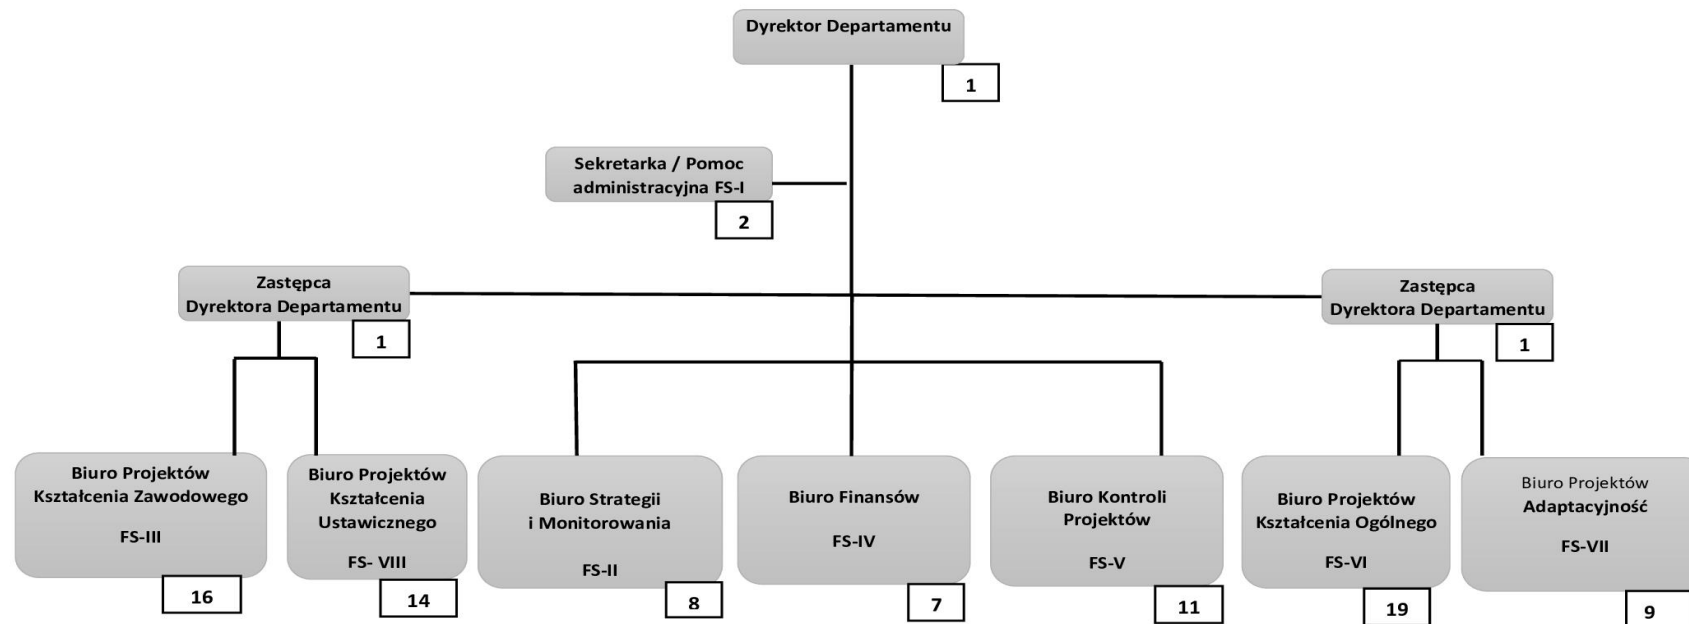 Dyrektor Departamentu
1
Sekretarka / Pomoc
administracyjna FS-I
2
Zastępca
Dyrektora Departamentu
1
Zastępca
Dyrektora Departamentu
1
Biuro Projektów
Kształcenia Zawodowego
FS-III
16
Biuro Projektów
Kształcenia
Ustawicznego
FS- VIII
14
Biuro Strategii
i Monitorowania
FS-II
8
Biuro Finansów
FS-IV
7
Biuro Kontroli
Projektów
FS-V
11
Biuro Projektów
Kształcenia Ogólnego
FS-VI
19
Biuro Projektów
Adaptacyjność
FS-VII
9